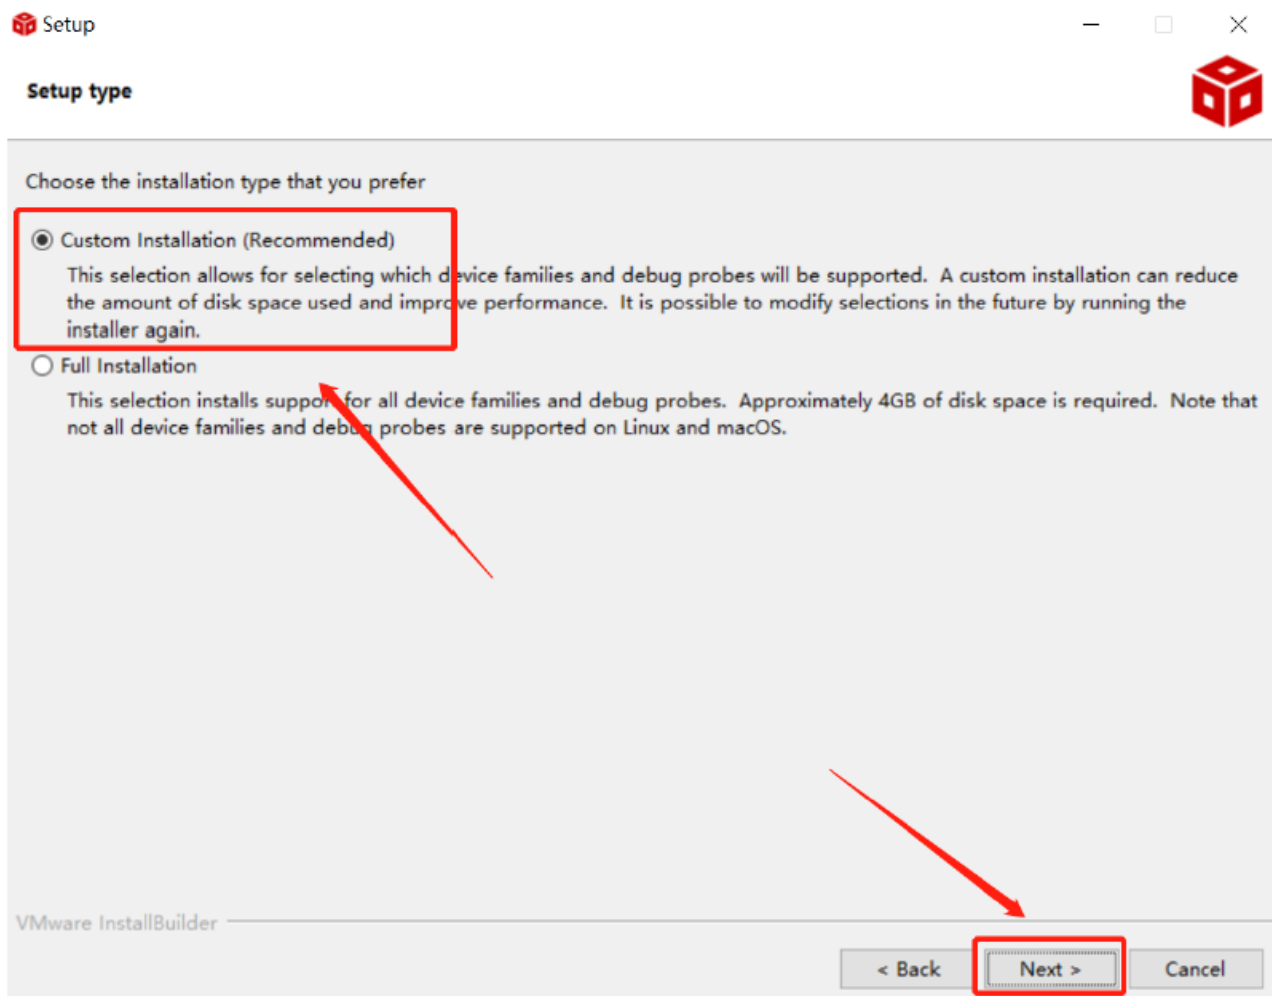 Setup
Setup type
Choose the installation type that you prefer
Custom Installation (Recommended)
This selection allows for selecting which device families and debug probes will be supported. A custom installation can reduce
the amount of disk space used and improve performance. It is possible to modify selections in the future by running the
installer again.
Full Installation
This selection installs support for all device families and debug probes. Approximately 4GB of disk space is required. Note that
not all device families and debug probes are supported on Linux and macOS.
VMware InstallBuilder
< Back Next > Cancel